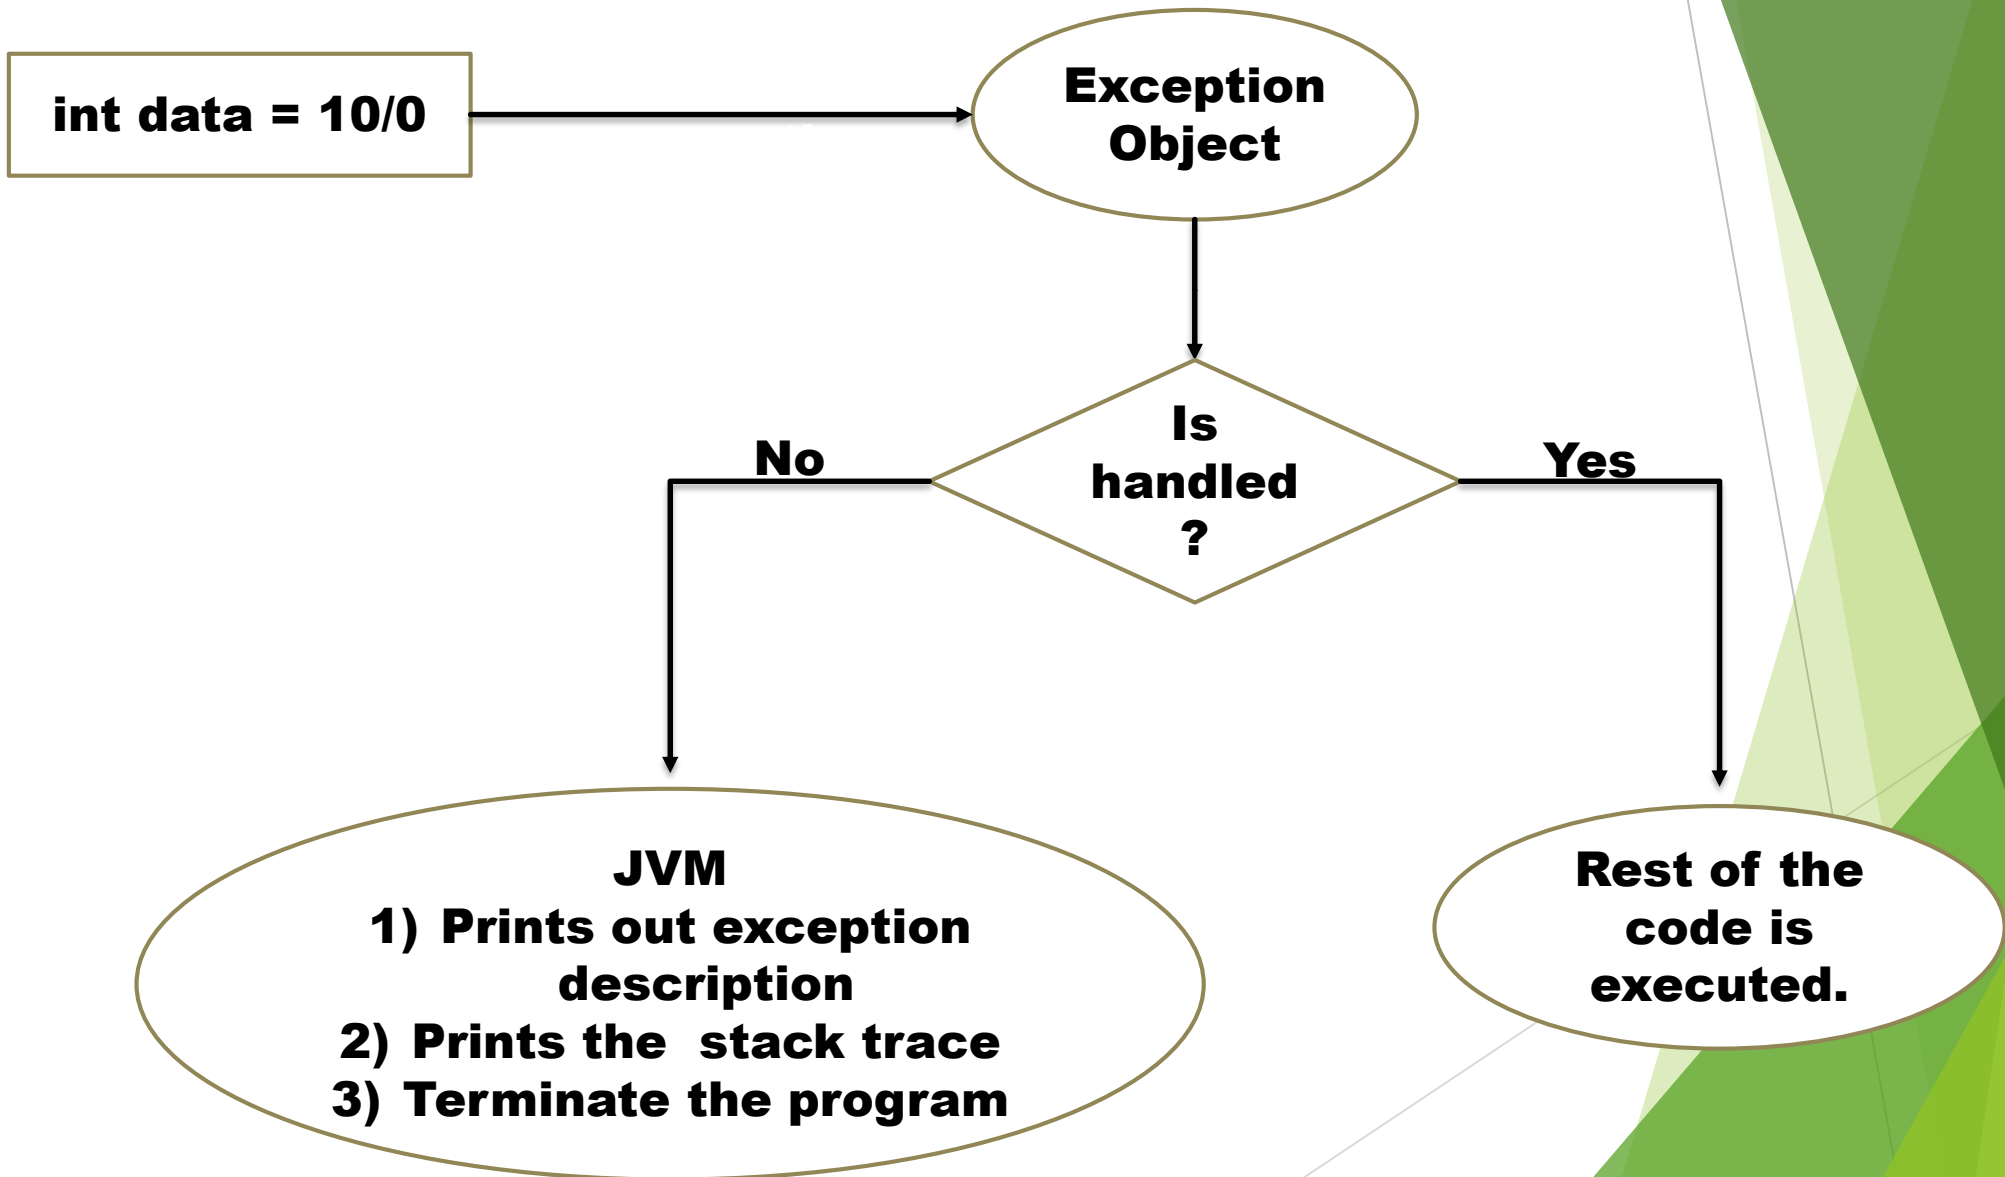 int data = 10/0
Exception
Object
Is
handled
?
No
Yes
JVM
1) Prints out exception
description
2) Prints the  stack trace
3) Terminate the program
Rest of the
code is
executed.